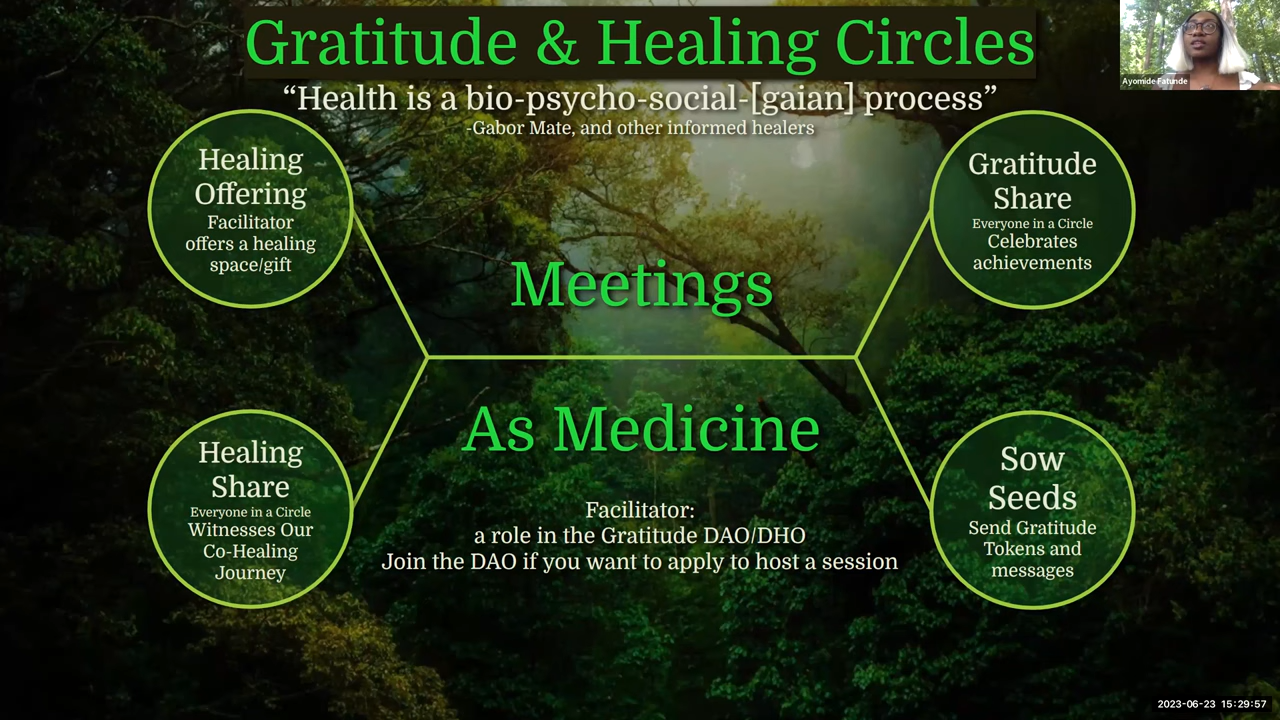 Gratitude & Healing Circles
“Health is a bio-psycho-social-[gaian] process”
-Gabor Mate, and other informed healers
Ayomide Fatunde
Healing
Offering
Facilitator
offers a healing
space/gift
Gratitude
Share
Everyone in a Circle
Celebrates
achievements
Meetings
As Medicine
Healing
Share
Everyone in a Circle
Witnesses Our
Co-Healing
Journey
Sow
Seeds
Send Gratitude
Tokens and
messages
Facilitator:
a role in the Gratitude DAO/DHO
Join the DAO if you want to apply to host a session
2023-06-23 15:29:57